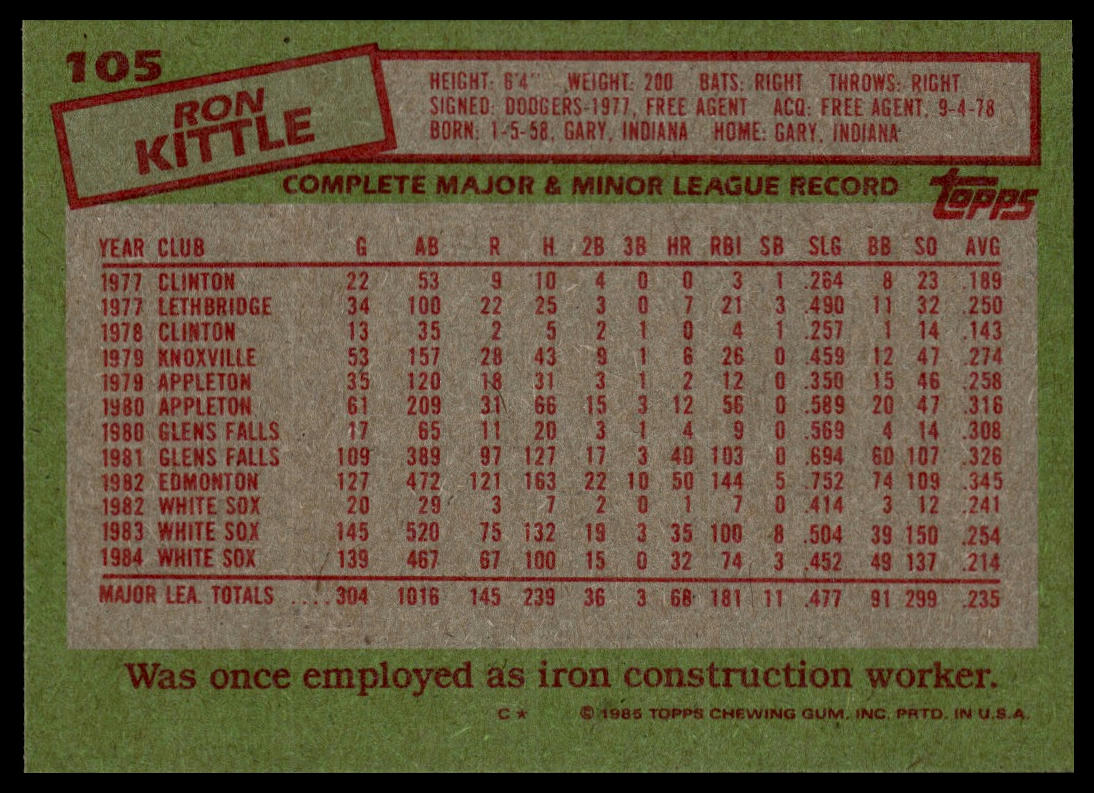 105
RON
KITTLE
HEIGHT: 6'4" WEIGHT: 200 BATS: RIGHT THROWS: RIGHT
SIGNED: DODGERS-1977, FREE AGENT ACQ: FREE AGENT, 9-4-78
BORN: 1-5-58, GARY, INDIANA HOME: GARY, INDIANA
COMPLETE MAJOR & MINOR LEAGUE RECORD
topps
YEAR CLUB G AB R H 2B 3B HR RBI SB SLG BB SO AVG
1977 CLINTON 22 53 9 10 4 0 0 3 1 .264 8 23 .189
1977 LETHBRIDGE 34 100 22 25 3 0 7 21 3 .490 11 32 .250
1978 CLINTON 13 35 2 5 2 1 0 4 1 .257 1 14 .143
1979 KNOXVILLE 53 157 28 43 9 1 6 26 0 .459 12 47 .274
1979 APPLETON 35 120 18 31 3 1 2 12 0 .350 15 46 .258
1980 APPLETON 61 209 31 66 15 3 12 56 0 .589 20 47 .316
1980 GLENS FALLS 17 65 11 20 3 1 4 9 0 .569 4 14 .308
1981 GLENS FALLS 109 389 97 127 17 3 40 103 0 .694 60 107 .326
1982 EDMONTON 127 472 121 163 22 10 50 144 5 .752 74 109 .345
1982 WHITE SOX 20 29 3 7 2 0 1 7 0 .414 3 12 .241
1983 WHITE SOX 145 520 75 132 19 3 35 100 8 .504 39 150 .254
1984 WHITE SOX 139 467 67 100 15 0 32 74 3 .452 49 137 .214
MAJOR LEA. TOTALS ....304 1016 145 239 36 3 68 181 11 .477 91 299 .235
Was once employed as iron construction worker.
C* © 1985 TOPPS CHEWING GUM, INC. PRTD. IN U.S.A.